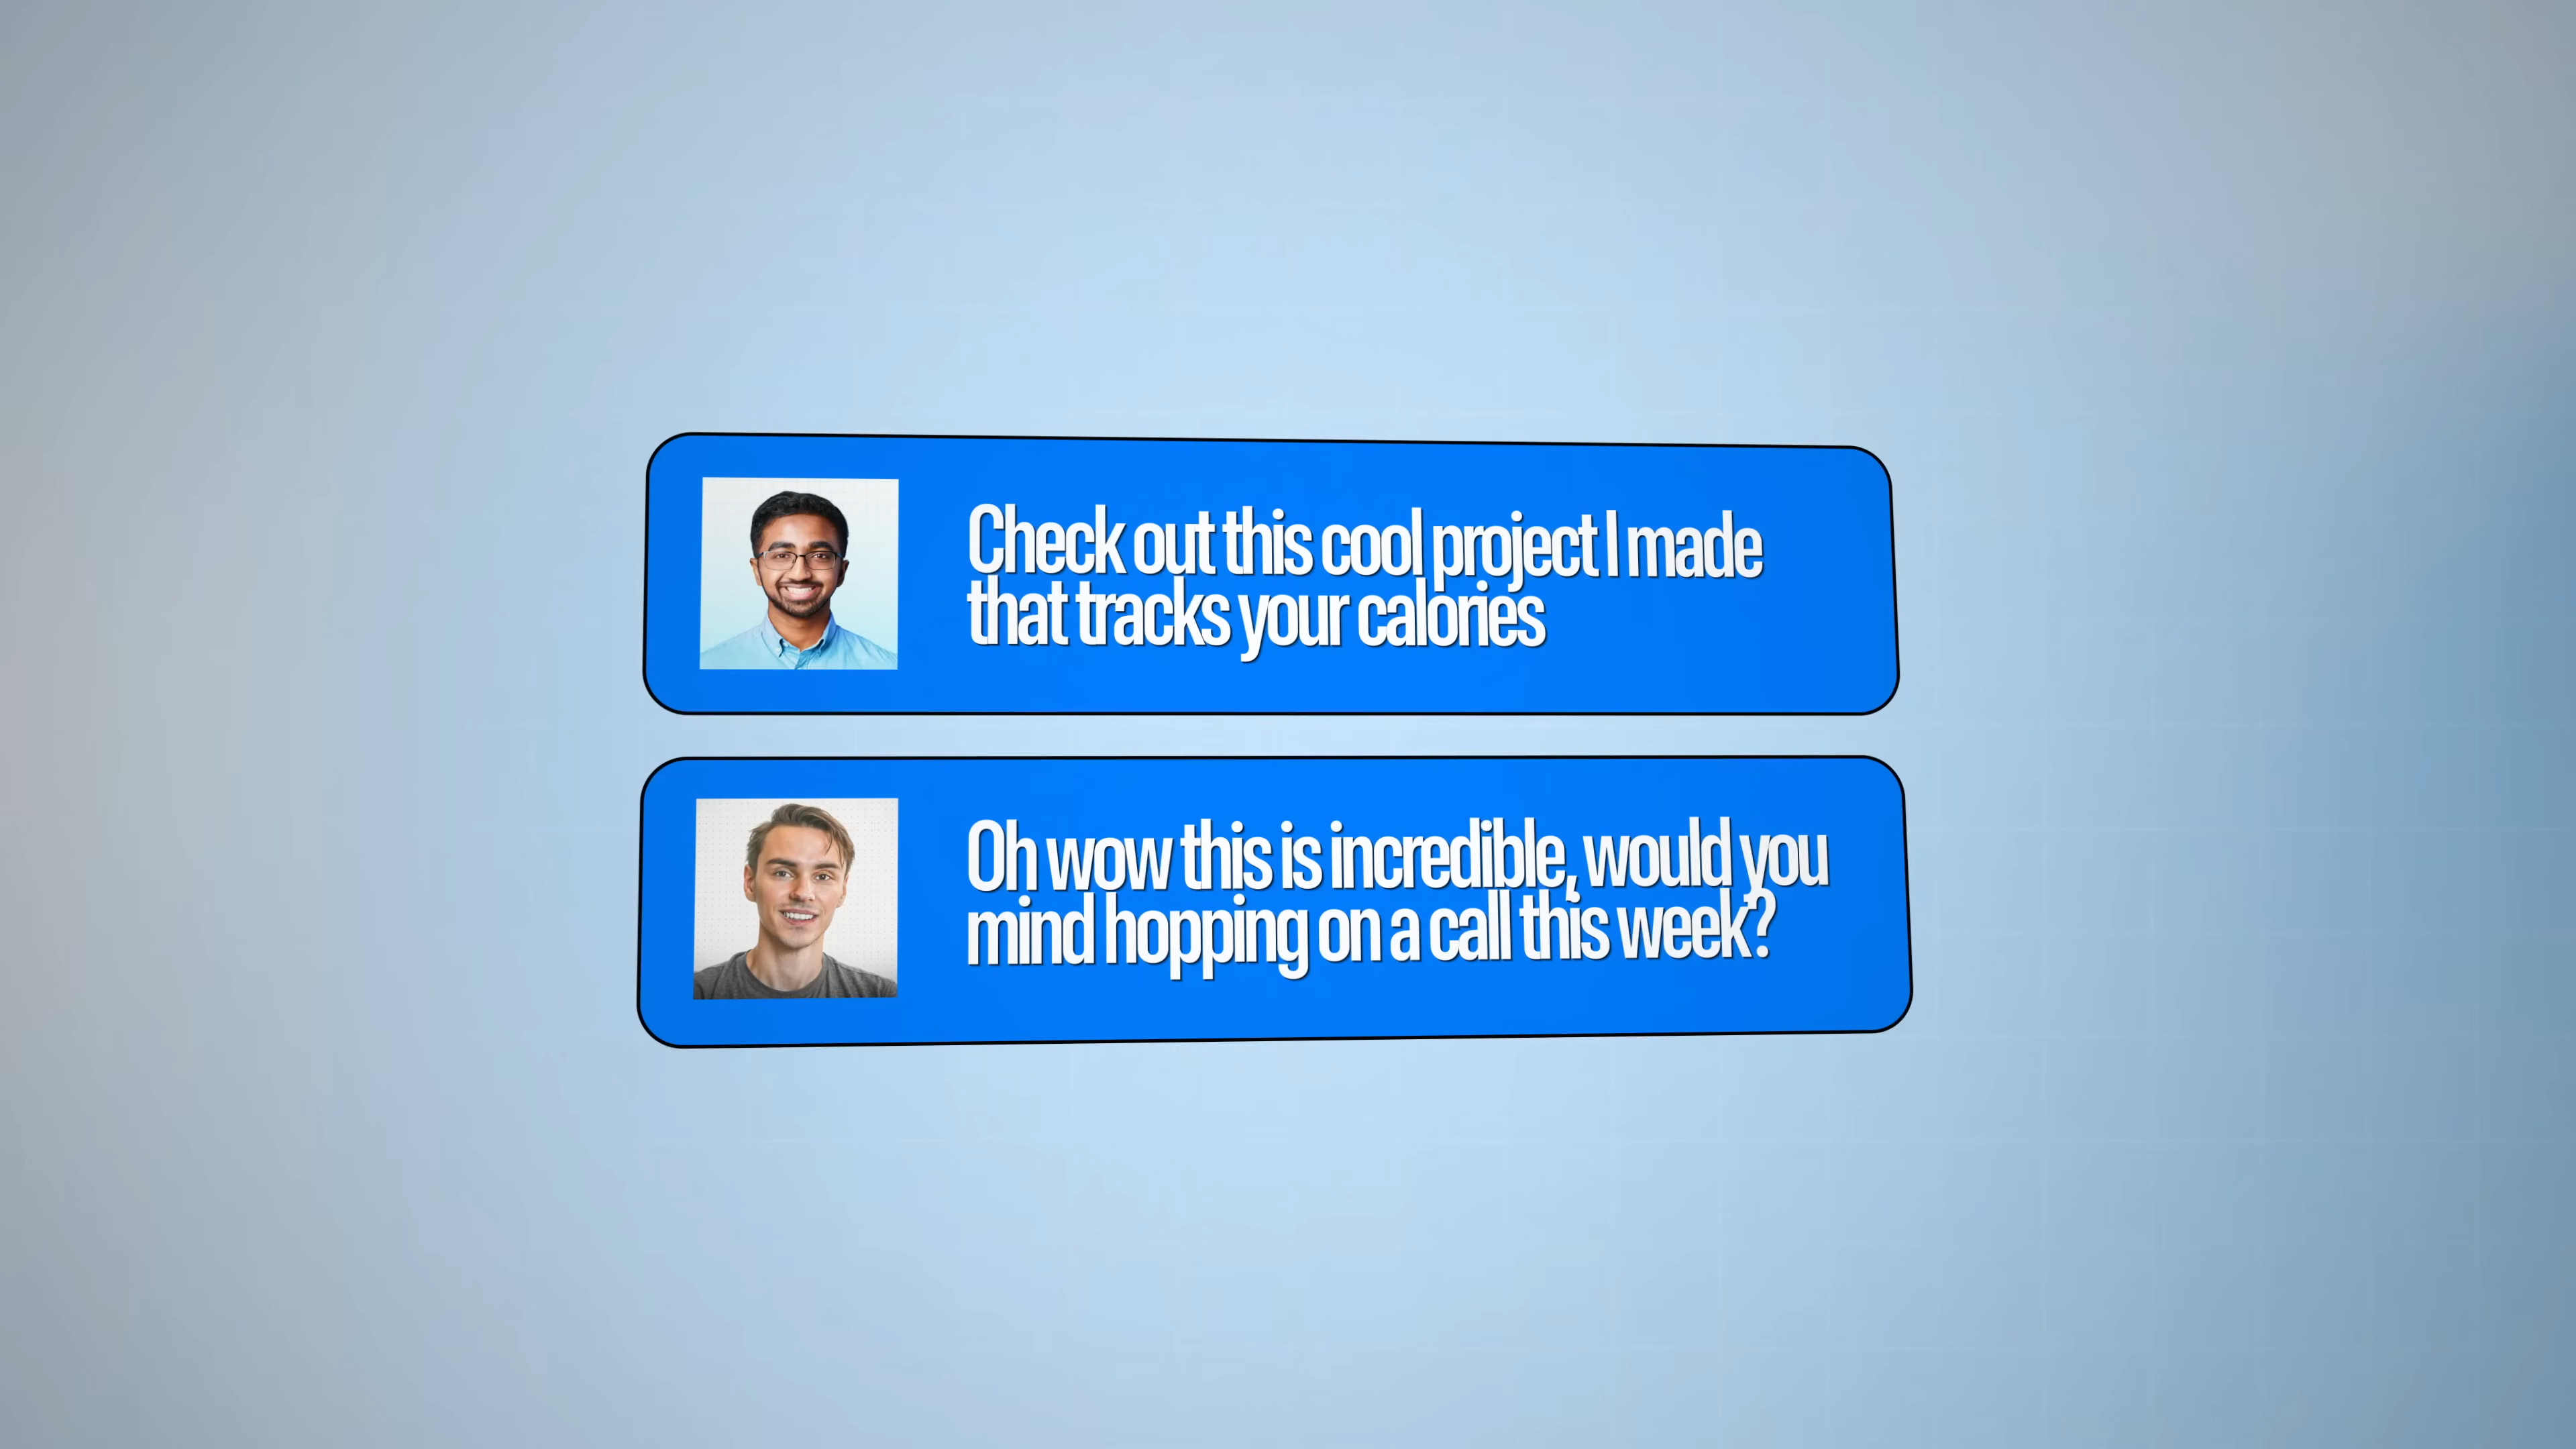 Check out this cool project I made
that tracks your calories
Oh wow this is incredible, would you
mind hopping on a call this week?